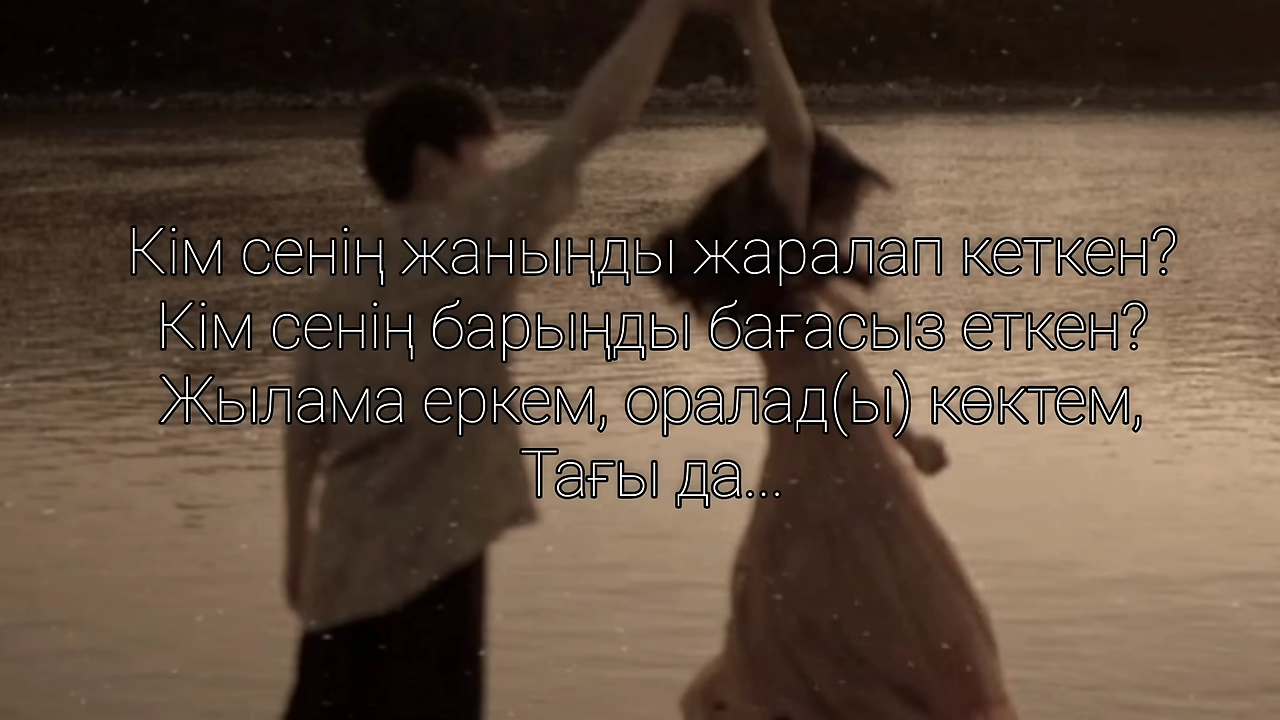 Кім сенің жаныңды жаралап кеткен?
Кім сенің барыңды бағасыз еткен?
Жылама еркем, оралад(ы) көктем,
Тағы да...